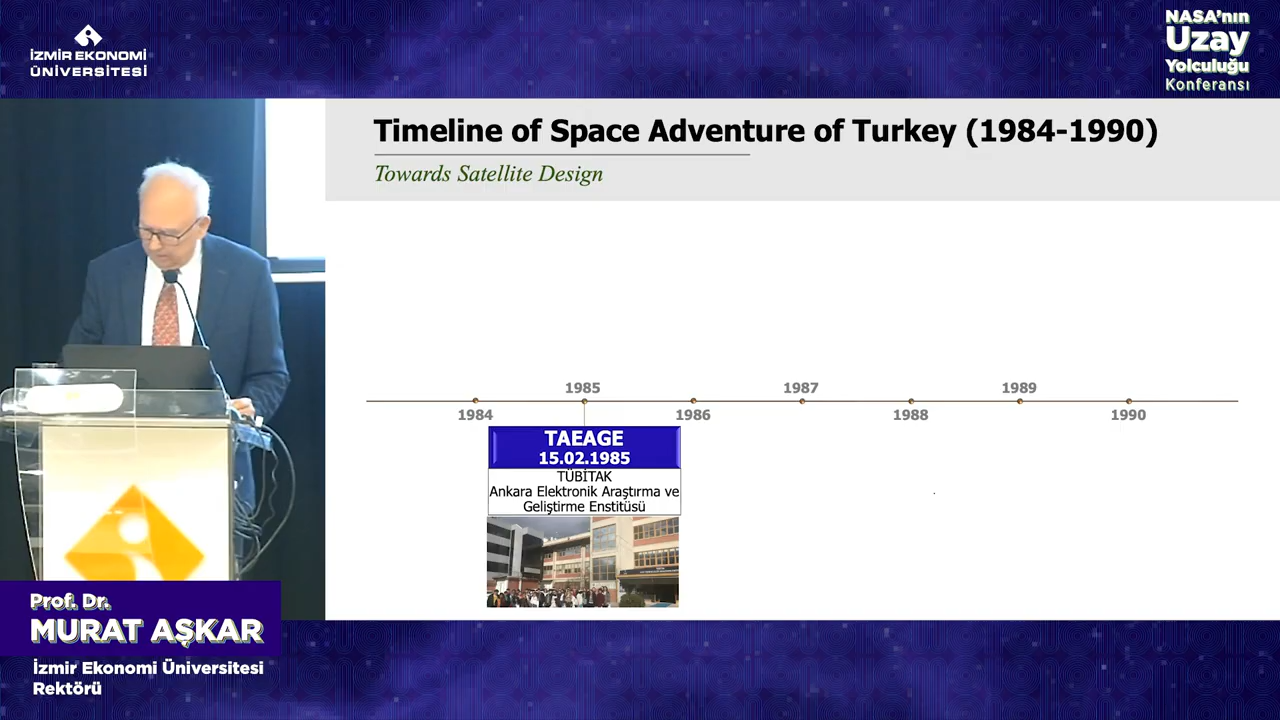 İZMİR EKONOMİ
ÜNİVERSİTESİ
NASA'nın
Uzay
Yolculuğu
Konferansı
Timeline of Space Adventure of Turkey (1984-1990)
Towards Satellite Design
1985
1987
1989
1984
1986
1988
1990
TAEAGE
15.02.1985
TÜBİTAK
Ankara Elektronik Araştırma ve
Geliştirme Enstitüsü
Prof. Dr.
MURAT AŞKAR
İzmir Ekonomi Üniversitesi
Rektörü